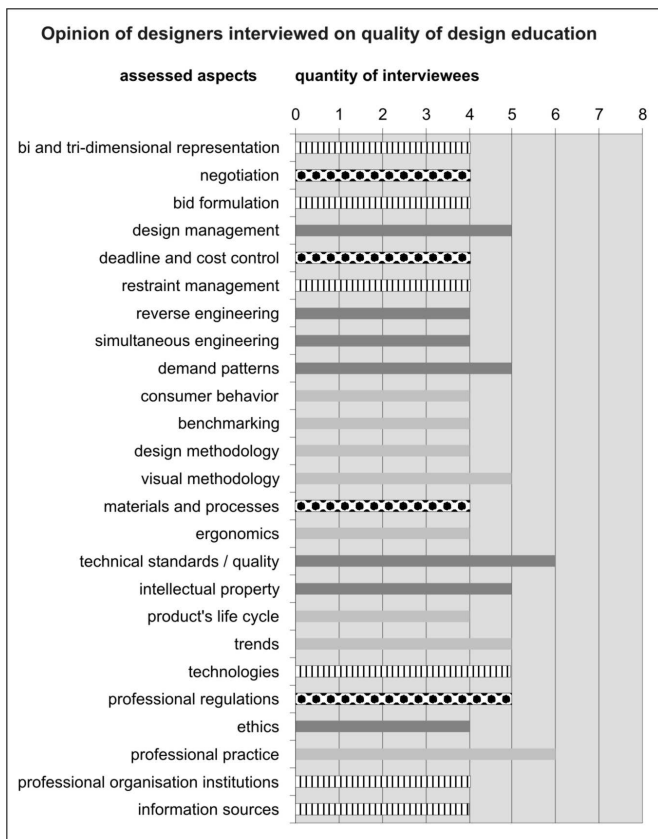 Opinion of designers interviewed on quality of design education
assessed aspects quantity of interviewees
0 1 2 3 4 5 6 7 8
bi and tri-dimensional representation
negotiation
bid formulation
design management
deadline and cost control
restraint management
reverse engineering
simultaneous engineering
demand patterns
consumer behavior
benchmarking
design methodology
visual methodology
materials and processes
ergonomics
technical standards / quality
intellectual property
product's life cycle
trends
technologies
professional regulations
ethics
professional practice
professional organisation institutions
information sources